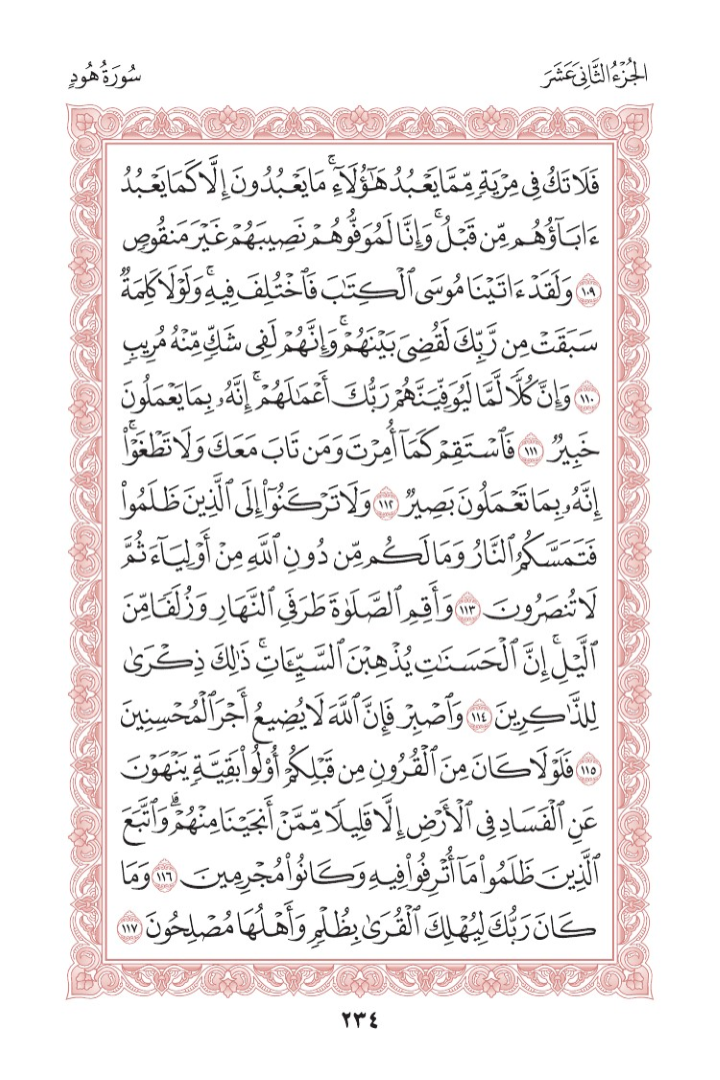 الجُزْءُ الثَّانِي عَشَرَ
سُورَةُ هُودٍ
فَلَا تَكُ فِى مِرْيَةٍ مِّمَّا يَعْبُدُ هَٰٓؤُلَآءِ ۚ مَا يَعْبُدُونَ إِلَّا كَمَا يَعْبُدُ
ءَابَآؤُهُم مِّن قَبْلُ ۚ وَإِنَّا لَمُوَفُّوهُمْ نَصِيبَهُمْ غَيْرَ مَنقُوصٍ
١٠٩ وَلَقَدْ ءَاتَيْنَا مُوسَى ٱلْكِتَٰبَ فَٱخْتُلِفَ فِيهِ ۚ وَلَوْلَا كَلِمَةٌ
سَبَقَتْ مِن رَّبِّكَ لَقُضِىَ بَيْنَهُمْ ۚ وَإِنَّهُمْ لَفِى شَكٍّ مِّنْهُ مُرِيبٍ
١١٠ وَإِنَّ كُلًّا لَّمَّا لَيُوَفِّيَنَّهُمْ رَبُّكَ أَعْمَٰلَهُمْ ۚ إِنَّهُۥ بِمَا يَعْمَلُونَ
خَبِيرٌ ١١١ فَٱسْتَقِمْ كَمَآ أُمِرْتَ وَمَن تَابَ مَعَكَ وَلَا تَطْغَوْا۟ ۚ
إِنَّهُۥ بِمَا تَعْمَلُونَ بَصِيرٌ ١١٢ وَلَا تَرْكَنُوٓا۟ إِلَى ٱلَّذِينَ ظَلَمُوا۟
فَتَمَسَّكُمُ ٱلنَّارُ وَمَا لَكُم مِّن دُونِ ٱللَّهِ مِنْ أَوْلِيَآءَ ثُمَّ
لَا تُنصَرُونَ ١١٣ وَأَقِمِ ٱلصَّلَوٰةَ طَرَفَىِ ٱلنَّهَارِ وَزُلَفًا مِّنَ
ٱلَّيْلِ ۚ إِنَّ ٱلْحَسَنَٰتِ يُذْهِبْنَ ٱلسَّيِّـَٔاتِ ۚ ذَٰلِكَ ذِكْرَىٰ
لِلذَّٰكِرِينَ ١١٤ وَٱصْبِرْ فَإِنَّ ٱللَّهَ لَا يُضِيعُ أَجْرَ ٱلْمُحْسِنِينَ
١١٥ فَلَوْلَا كَانَ مِنَ ٱلْقُرُونِ مِن قَبْلِكُمْ أُو۟لُوا۟ بَقِيَّةٍ يَنْهَوْنَ
عَنِ ٱلْفَسَادِ فِى ٱلْأَرْضِ إِلَّا قَلِيلًا مِّمَّنْ أَنجَيْنَا مِنْهُمْ ۗ وَٱتَّبَعَ
ٱلَّذِينَ ظَلَمُوا۟ مَآ أُتْرِفُوا۟ فِيهِ وَكَانُوا۟ مُجْرِمِينَ ١١٦ وَمَا
كَانَ رَبُّكَ لِيُهْلِكَ ٱلْقُرَىٰ بِظُلْمٍ وَأَهْلُهَا مُصْلِحُونَ ١١٧
٢٣٤